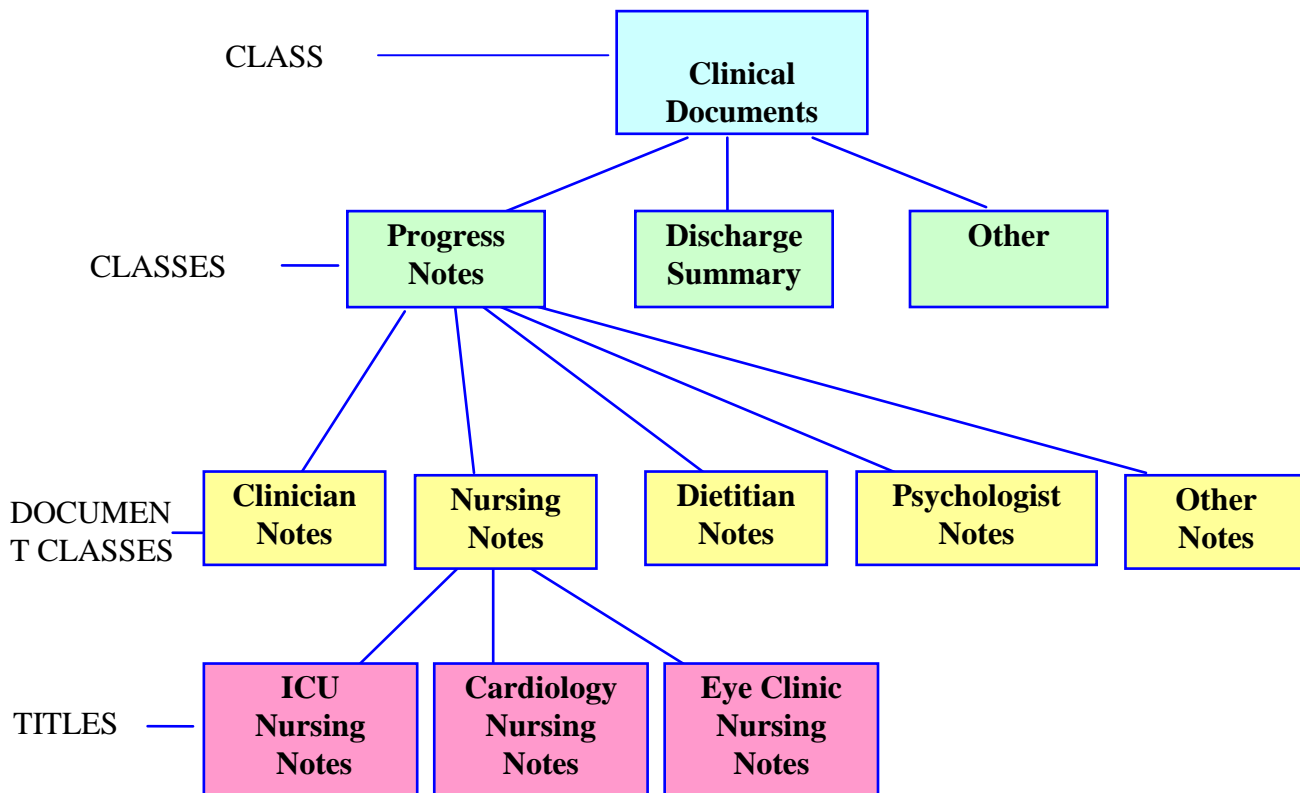 CLASS
Clinical
Documents
CLASSES
Progress
Notes
Discharge
Summary
Other
DOCUMEN
T CLASSES
Clinician
Notes
Nursing
Notes
Dietitian
Notes
Psychologist
Notes
Other
Notes
TITLES
ICU
Nursing
Notes
Cardiology
Nursing
Notes
Eye Clinic
Nursing
Notes